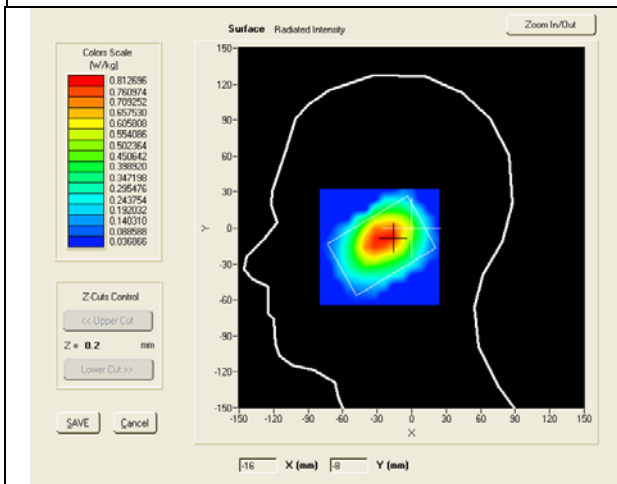 Surface Radiated Intensity
Zoom In/Out
Colors Scale
(W/kg)
0.812696
0.760974
0.709252
0.657530
0.605808
0.554086
0.502364
0.450642
0.398920
0.347198
0.295476
0.243754
0.192032
0.140310
0.088588
0.036866
150
120
90
60
30
0
-30
-60
-90
-120
-150
Y
-150 -120 -90 -60 -30 0 30 60 90 120 150
X
Z-Cuts Control
<< Upper Cut
Z = 0.2 mm
Lower Cut >>
SAVE Cancel
-16 X (mm) -8 Y (mm)